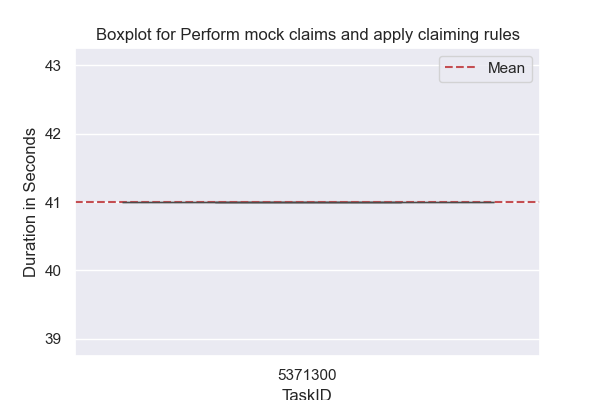 Boxplot for Perform mock claims and apply claiming rules
Mean
43
42
41
40
39
Duration in Seconds
5371300
TaskID